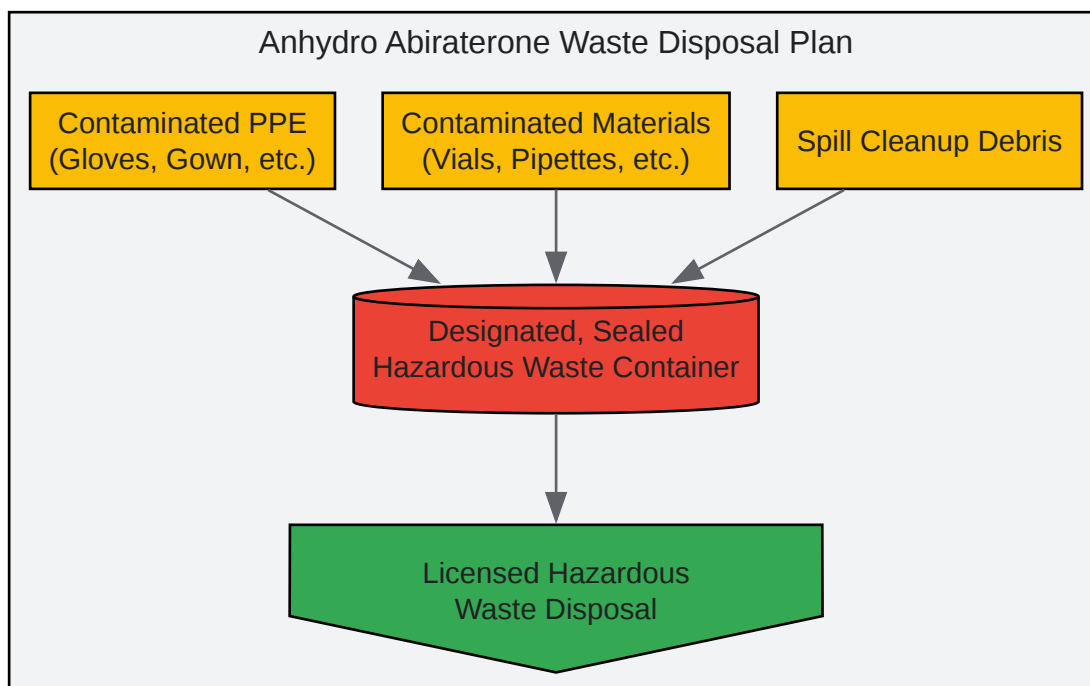 Anhydro Abiraterone Waste Disposal Plan
Contaminated PPE
(Gloves, Gown, etc.)
Contaminated Materials
(Vials, Pipettes, etc.)
Spill Cleanup Debris
Designated, Sealed
Hazardous Waste Container
Licensed Hazardous
Waste Disposal